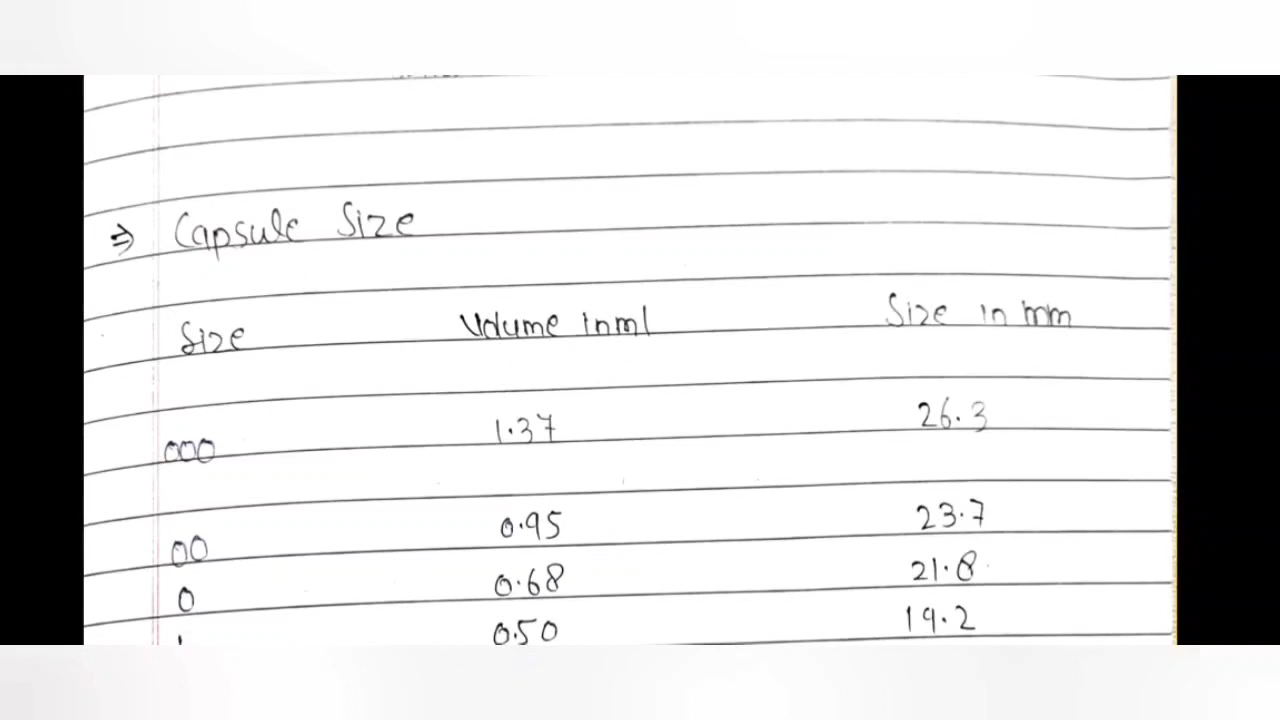 ⇒ Capsule Size
Size Volume in ml Size in mm
000 1.37 26.3
00 0.95 23.7
0 0.68 21.8
0.50 19.2